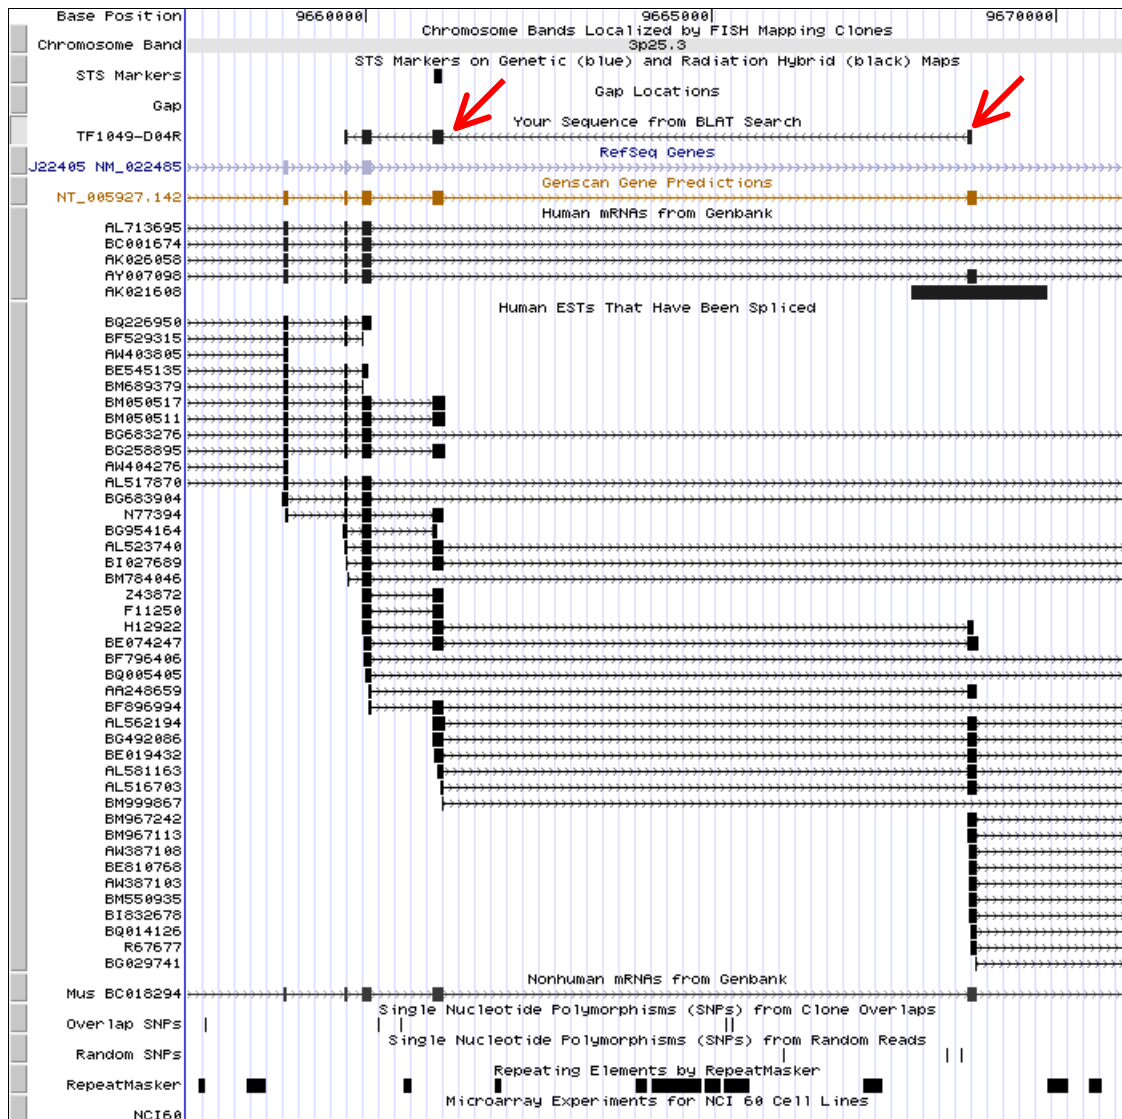 Base Position 9660000 9665000 9670000
Chromosome Bands Localized by FISH Mapping Clones
Chromosome Band 3p25.3
STS Markers on Genetic (blue) and Radiation Hybrid (black) Maps
STS Markers
Gap Locations
Gap
Your Sequence from BLAT Search
TF1049-D04R
RefSeq Genes
J22405 NM_022485
Genscan Gene Predictions
NT_005927.142
Human mRNAs from Genbank
AL713695
BC001674
AK026058
AY007098
AK021608
Human ESTs That Have Been Spliced
BQ226950
BF529315
AW403805
BE545135
BM689379
BM050517
BM050511
BG683276
BG258895
AW404276
AL517870
BG683904
N77394
BG954164
AL523740
BI027689
BM784046
Z43872
F11250
H12922
BE074247
BF796406
BQ005405
AA248659
BF896994
AL562194
BG492086
BE019432
AL581163
AL516703
BM999867
BM967242
BM967113
AW387108
BE810768
AW387103
BM550935
BI832678
BQ014126
R67677
BG029741
Nonhuman mRNAs from Genbank
Mus BC018294
Single Nucleotide Polymorphisms (SNPs) from Clone Overlaps
Overlap SNPs
Single Nucleotide Polymorphisms (SNPs) from Random Reads
Random SNPs
Repeating Elements by RepeatMasker
RepeatMasker
Microarray Experiments for NCI 60 Cell Lines
NCI60